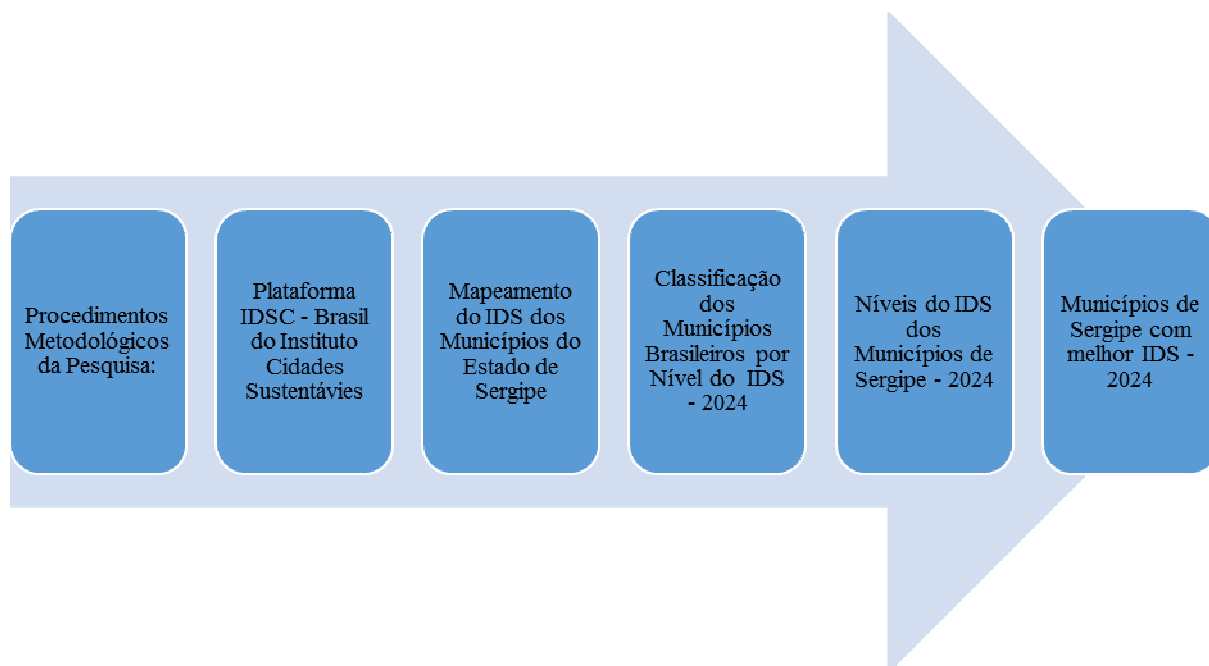 Procedimentos
Metodológicos
da Pesquisa:
Plataforma
IDSC - Brasil
do Instituto
Cidades
Sustentávies
Mapeamento
do IDS dos
Municípios do
Estado de
Sergipe
Classificação
dos
Municípios
Brasileiros por
Nível do IDS
- 2024
Níveis do IDS
dos
Municípios de
Sergipe - 2024
Municípios de
Sergipe com
melhor IDS -
2024